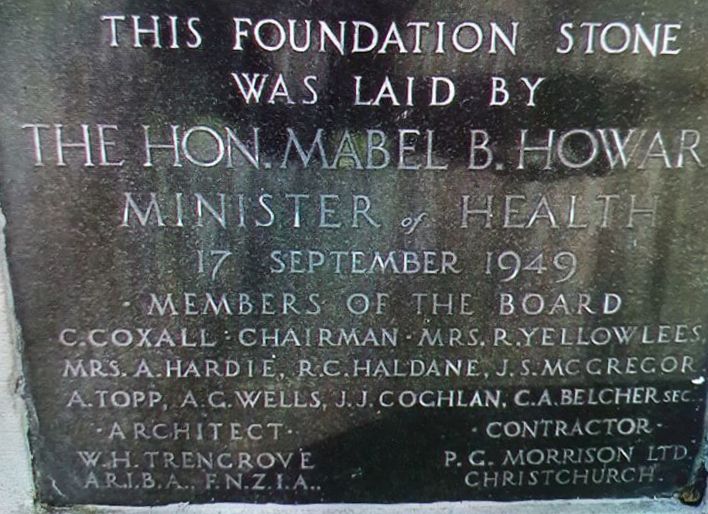 THIS FOUNDATION STONE
WAS LAID BY
THE HON. MABEL B. HOWAR
MINISTER of HEALTH
17 SEPTEMBER 1949
· MEMBERS OF THE BOARD
C. COXALL · CHAIRMAN · MRS. R. YELLOWLEES,
MRS. A. HARDIE, R.C. HALDANE, J.S. MCGREGOR,
A. TOPP, A.G. WELLS, J.J. COCHLAN, C.A. BELCHER SEC.
· ARCHITECT · · CONTRACTOR ·
W.H. TRENGROVE P.G. MORRISON LTD.
A.R.I.B.A., F.N.Z.I.A., CHRISTCHURCH.